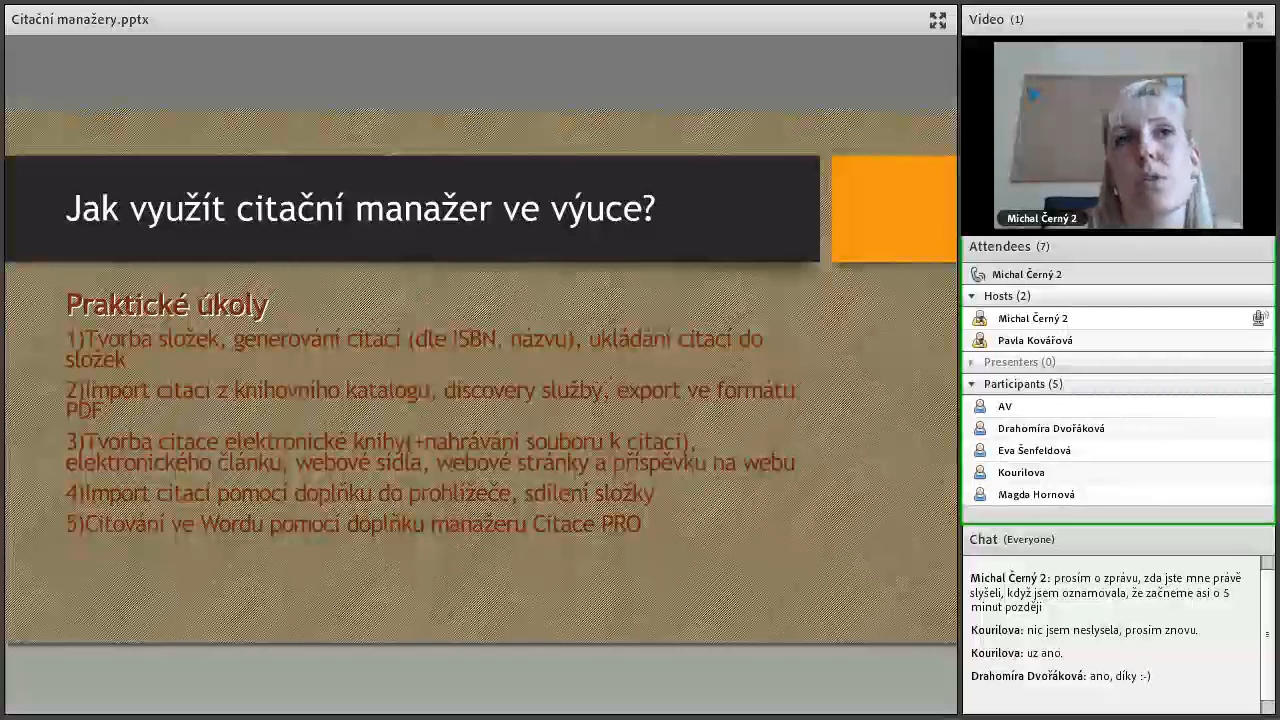 Citační manažery.pptx
Jak využít citační manažer ve výuce?
Praktické úkoly
1)Tvorba složek, generování citací (dle ISBN, názvu), ukládání citací do
složek
2)Import citací z knihovního katalogu, discovery služby, export ve formátu
PDF
3)Tvorba citace elektronické knihy(+nahrávání souboru k citaci),
elektronického článku, webové sídla, webové stránky a příspěvku na webu
4)Import citací pomocí doplňku do prohlížeče, sdílení složky
5)Citování ve Wordu pomocí doplňku manažeru Citace PRO
Video (1)
Michal Černý 2
Attendees (7)
Michal Černý 2
Hosts (2)
Michal Černý 2
Pavla Kovářová
Presenters (0)
Participants (5)
AV
Drahomíra Dvořáková
Eva Šenfeldová
Kourilova
Magda Hornová
Chat (Everyone)
Michal Černý 2: prosím o zprávu, zda jste mne právě
slyšeli, když jsem oznamovala, že začneme asi o 5
minut později
Kourilova: nic jsem neslysela, prosim znovu.
Kourilova: uz ano.
Drahomíra Dvořáková: ano, díky :-)